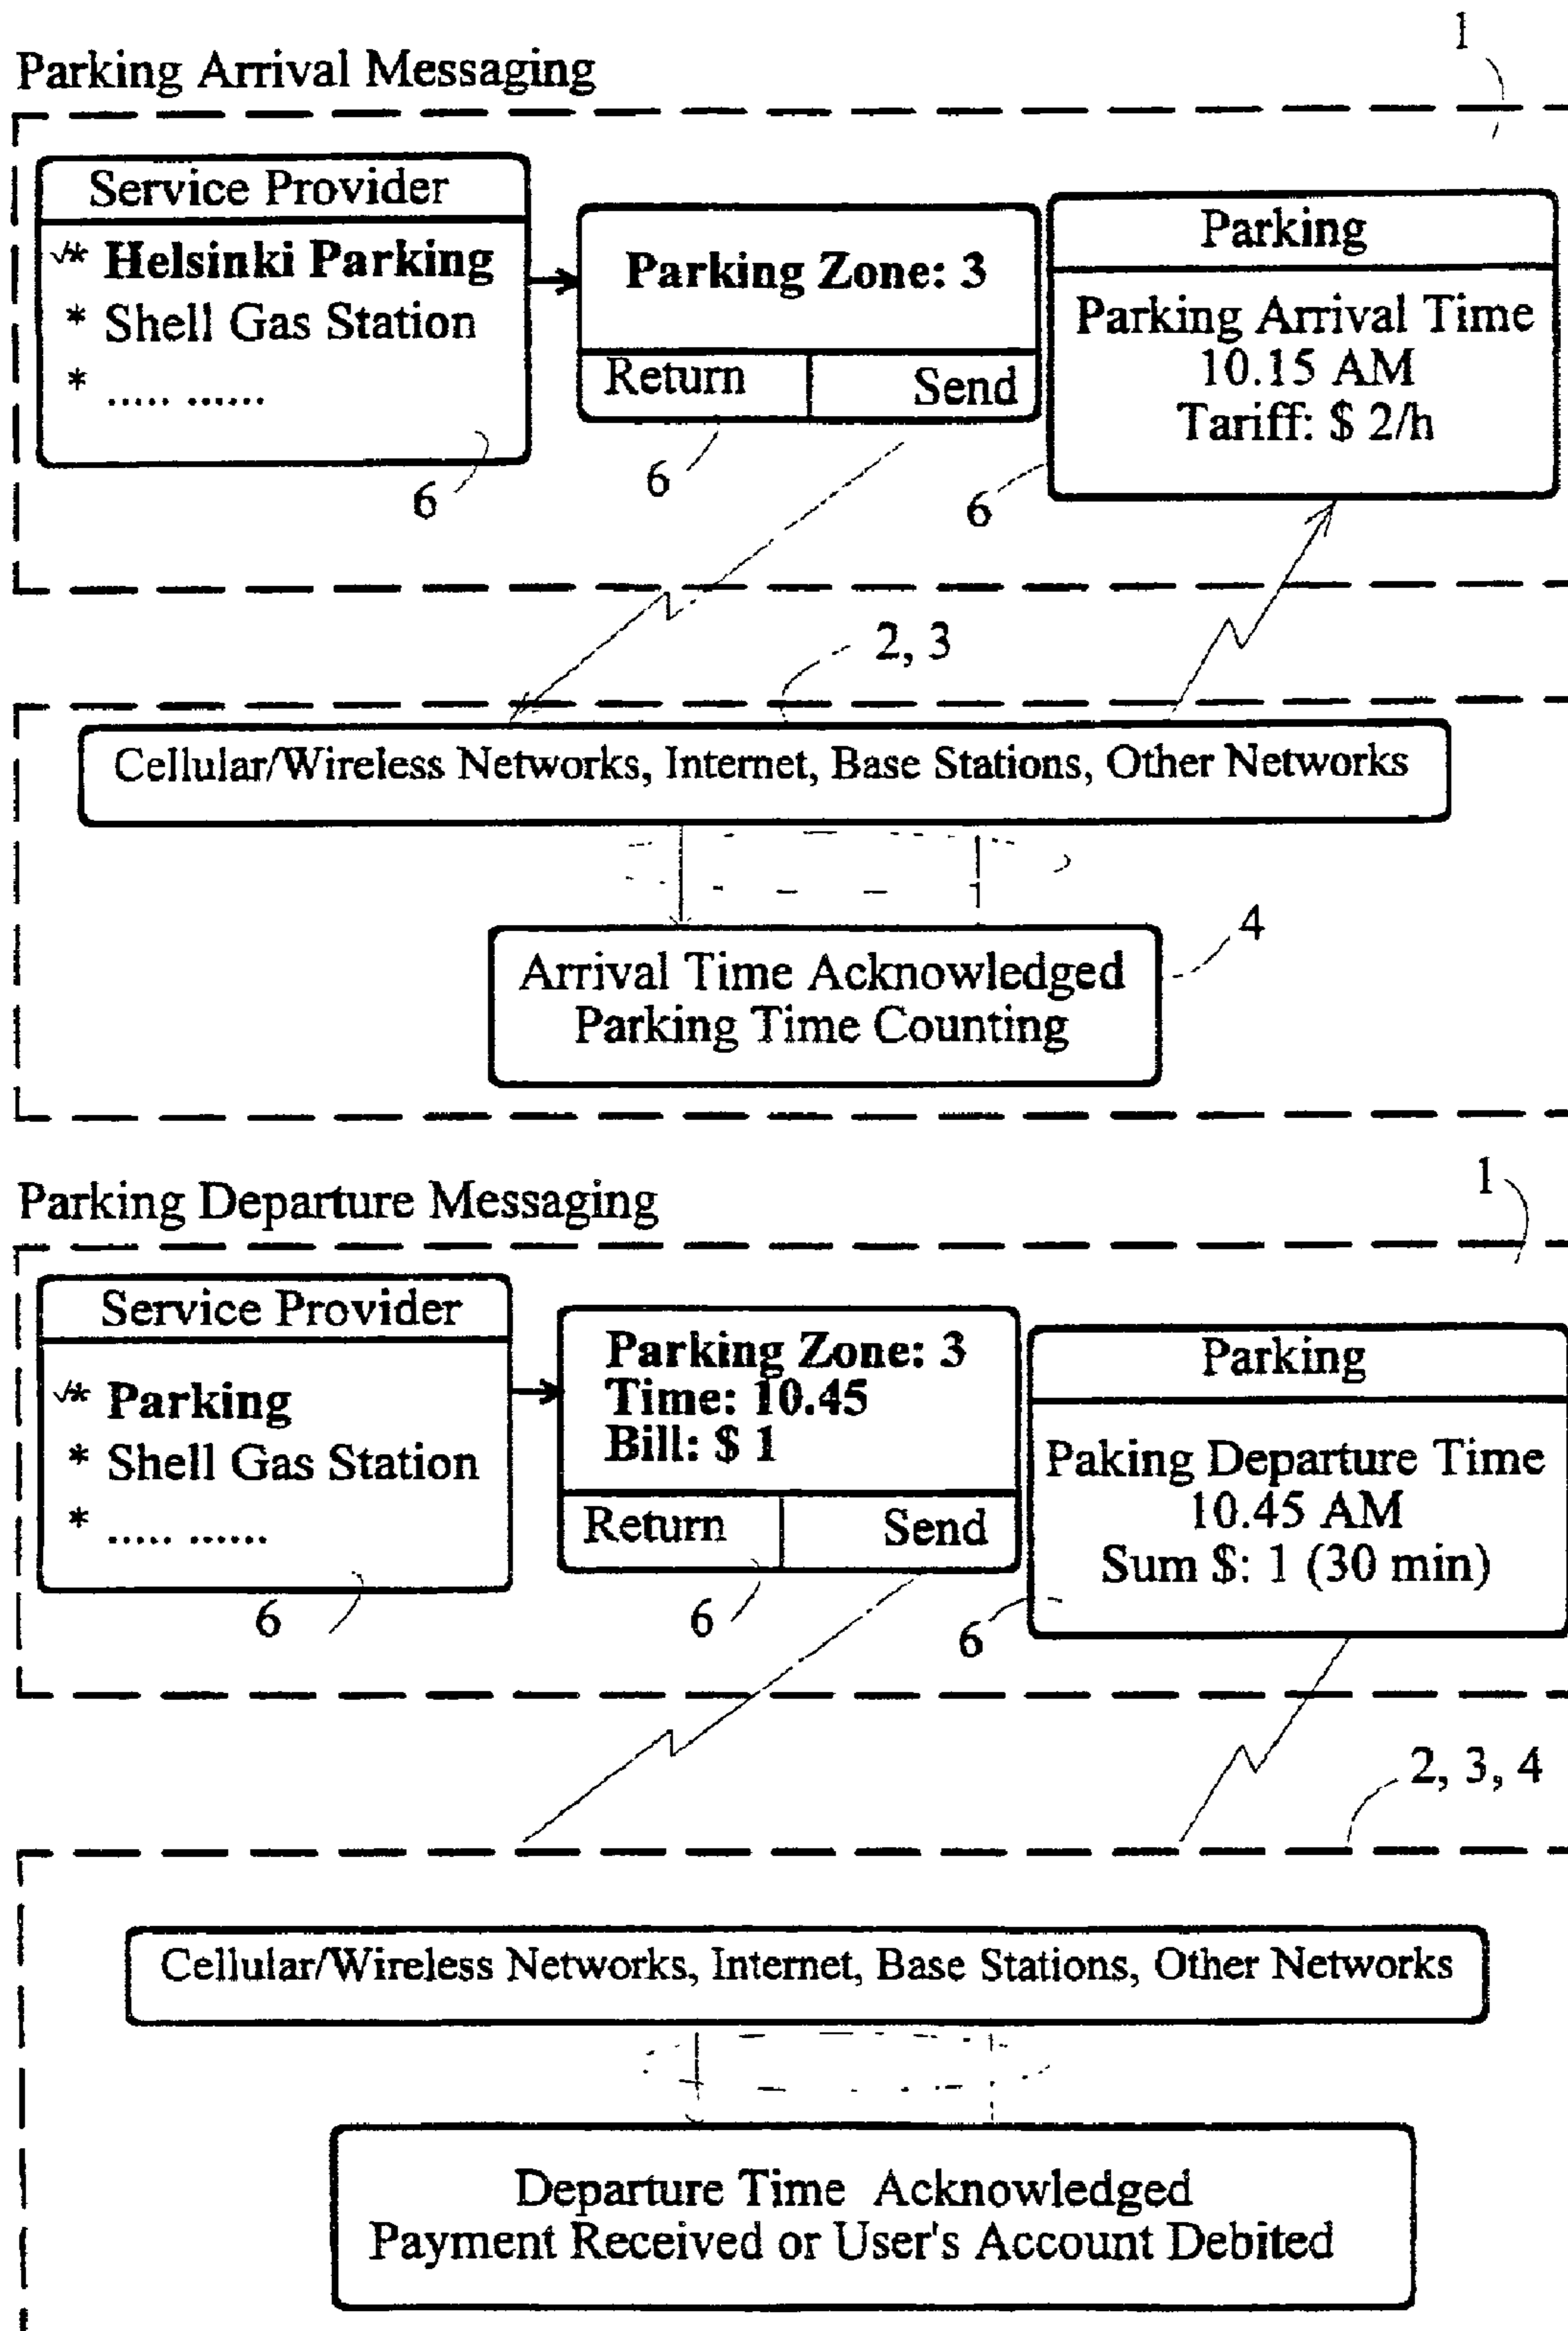 1
Parking Arrival Messaging
Service Provider
√* Helsinki Parking
* Shell Gas Station
* ..... ......
6
Parking Zone: 3
Return Send
6
Parking
Parking Arrival Time
10.15 AM
Tariff: $ 2/h
6
2, 3
Cellular/Wireless Networks, Internet, Base Stations, Other Networks
4
Arrival Time Acknowledged
Parking Time Counting
Parking Departure Messaging
1
Service Provider
√* Parking
* Shell Gas Station
* ..... ......
6
Parking Zone: 3
Time: 10.45
Bill: $ 1
Return Send
6
Parking
Paking Departure Time
10.45 AM
Sum $: 1 (30 min)
6
2, 3, 4
Cellular/Wireless Networks, Internet, Base Stations, Other Networks
Departure Time Acknowledged
Payment Received or User's Account Debited